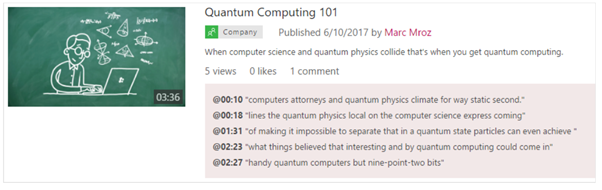 Quantum Computing 101
Company Published 6/10/2017 by Marc Mroz
When computer science and quantum physics collide that's when you get quantum computing.
5 views 0 likes 1 comment
03:36
@00:10 "computers attorneys and quantum physics climate for way static second."
@00:18 "lines the quantum physics local on the computer science express coming"
@01:31 "of making it impossible to separate that in a quantum state particles can even achieve "
@02:23 "what things believed that interesting and by quantum computing could come in"
@02:27 "handy quantum computers but nine-point-two bits"